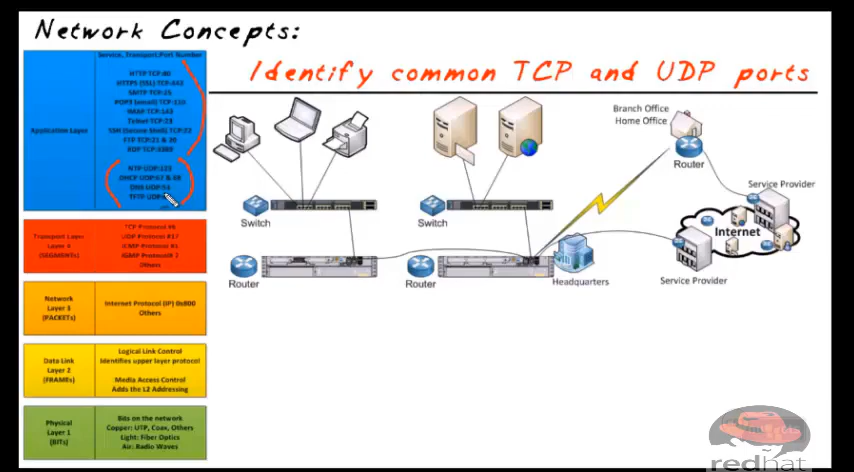 Network Concepts:
Identify common TCP and UDP ports
Service, Transport:Port Number
Application Layer
HTTP TCP:80
HTTPS (SSL) TCP:443
SMTP TCP:25
POP3 (email) TCP:110
IMAP TCP:143
Telnet TCP:23
SSH (Secure Shell) TCP:22
FTP TCP:21 & 20
RDP TCP:3389
NTP UDP:123
DHCP UDP:67 & 68
DNS UDP:53
TFTP UDP:
Transport Layer
Layer 4
(SEGMENTS)
TCP Protocol #6
UDP Protocol #17
ICMP Protocol #1
IGMP Protocol# 2
Others
Network
Layer 3
(PACKETS)
Internet Protocol (IP) 0x800
Others
Data Link
Layer 2
(FRAMEs)
Logical Link Control
Identifies upper layer protocol
Media Access Control
Adds the L2 Addressing
Physical
Layer 1
(BITs)
Bits on the network
Copper: UTP, Coax, Others
Light: Fiber Optics
Air: Radio Waves
Switch
Switch
Router
Router
Headquarters
Branch Office
Home Office
Router
Service Provider
Internet
Service Provider
redhat